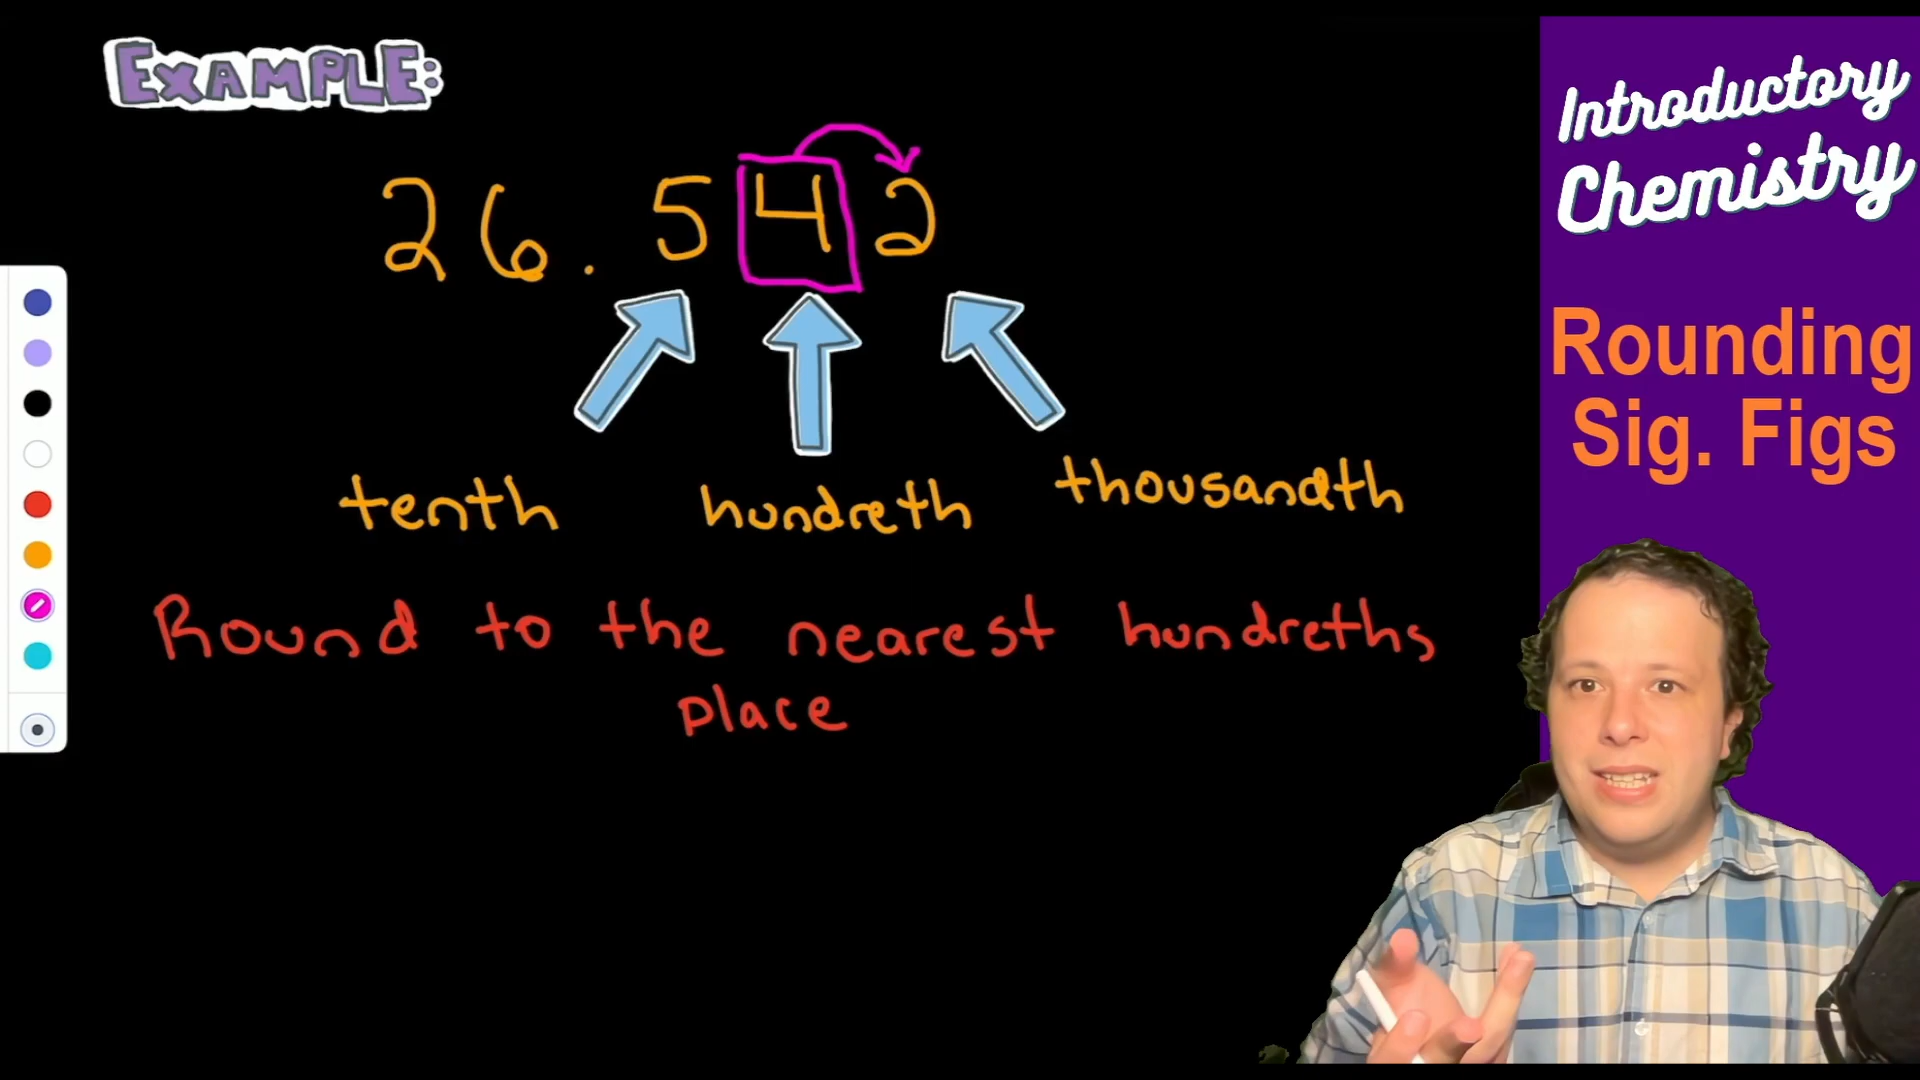 EXAMPLE:
26.542
tenth hundreth thousandth
Round to the nearest hundreths
place
Introductory
Chemistry
Rounding
Sig. Figs